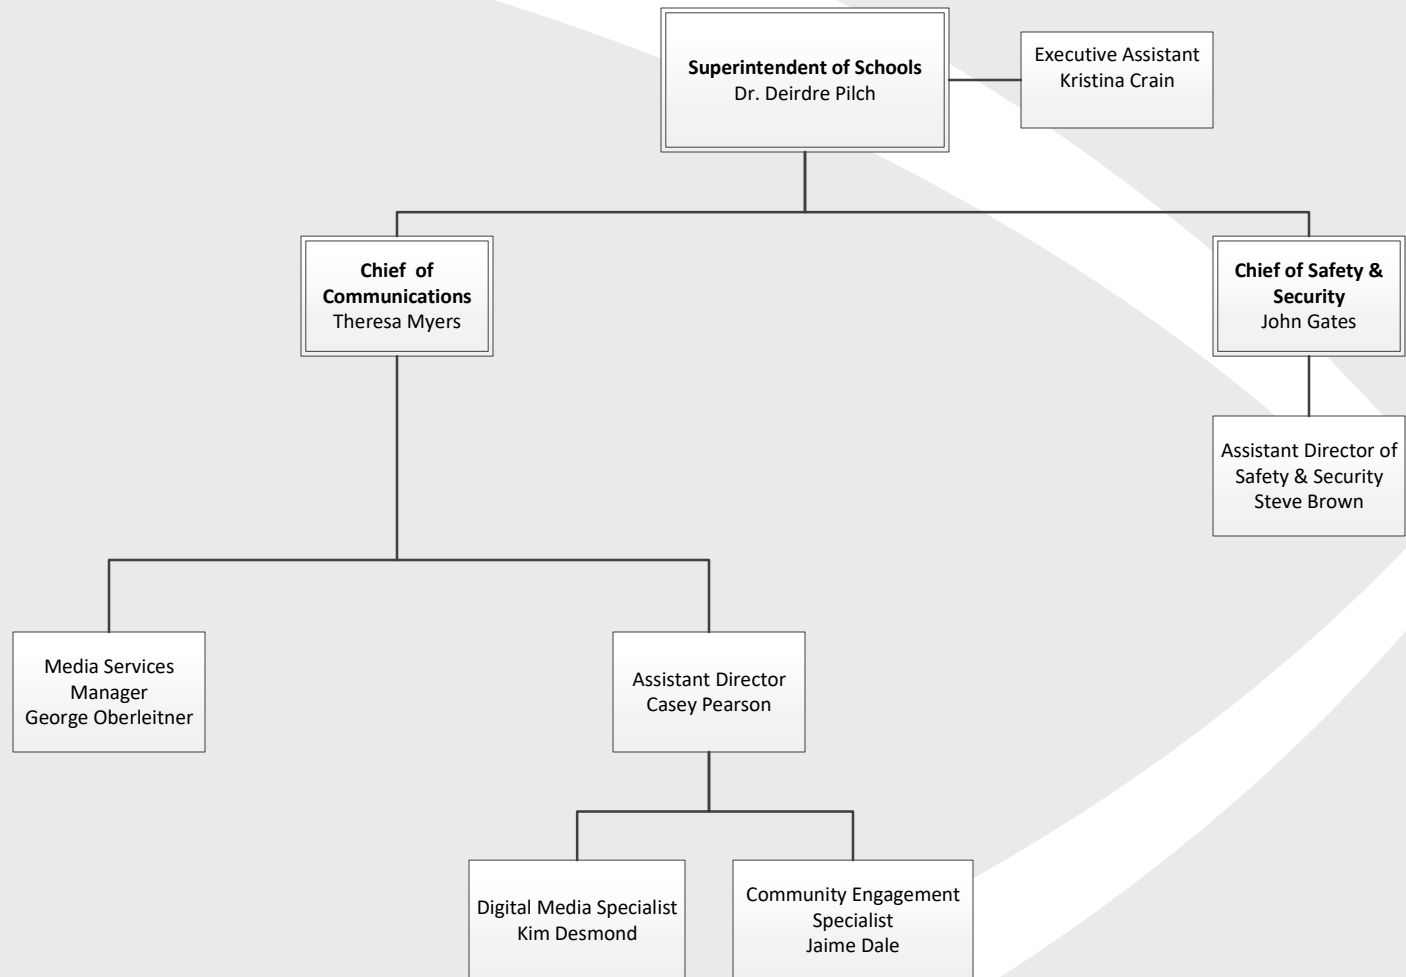 Superintendent of Schools
Dr. Deirdre Pilch
Executive Assistant
Kristina Crain
Chief of
Communications
Theresa Myers
Chief of Safety &
Security
John Gates
Assistant Director of
Safety & Security
Steve Brown
Media Services
Manager
George Oberleitner
Assistant Director
Casey Pearson
Digital Media Specialist
Kim Desmond
Community Engagement
Specialist
Jaime Dale